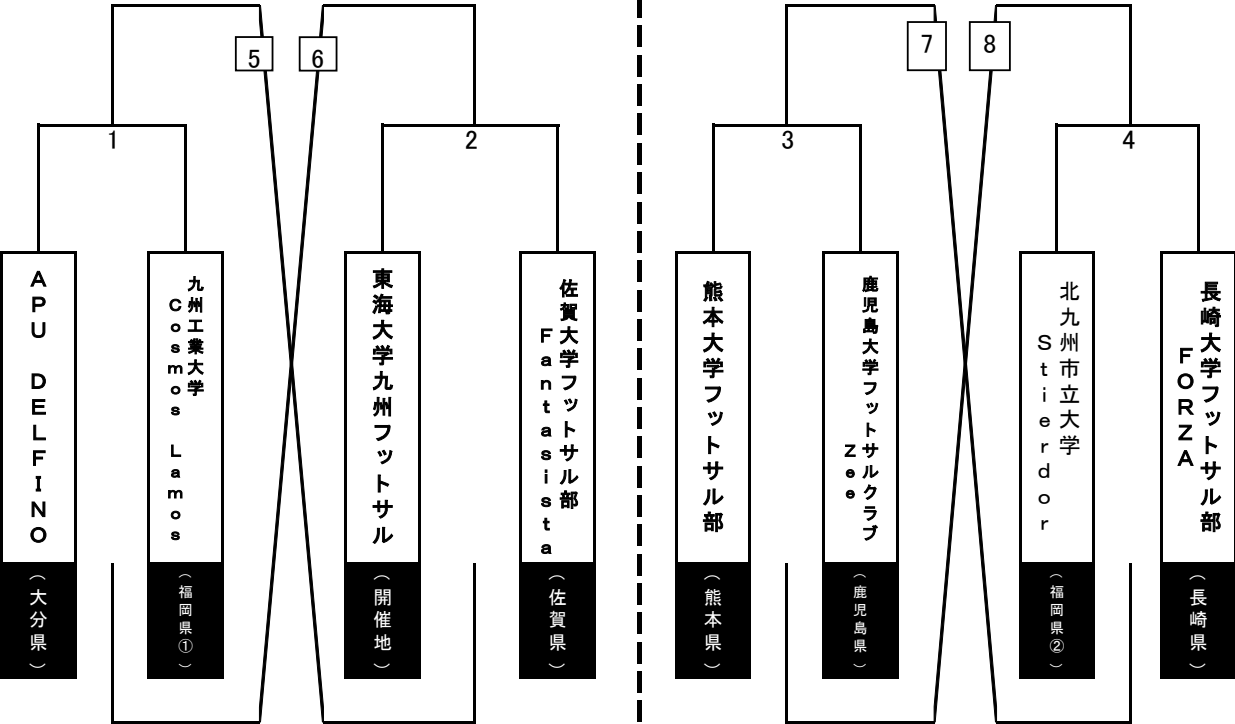 5
6
7
8
1
2
3
4
ＡＰＵ　ＤＥＬＦＩＮＯ
（大分県）
九州工業大学
Ｃｏｓｍｏｓ　Ｌａｍｏｓ
（福岡県①）
東海大学九州フットサル
（開催地）
佐賀大学フットサル部
Ｆａｎｔａｓｉｓｔａ
（佐賀県）
熊本大学フットサル部
（熊本県）
鹿児島大学フットサルクラブ
Ｚｅｅ
（鹿児島県）
北九州市立大学
Ｓｔｉｅｒｄｏｒ
（福岡県②）
長崎大学フットサル部
ＦＯＲＺＡ
（長崎県）